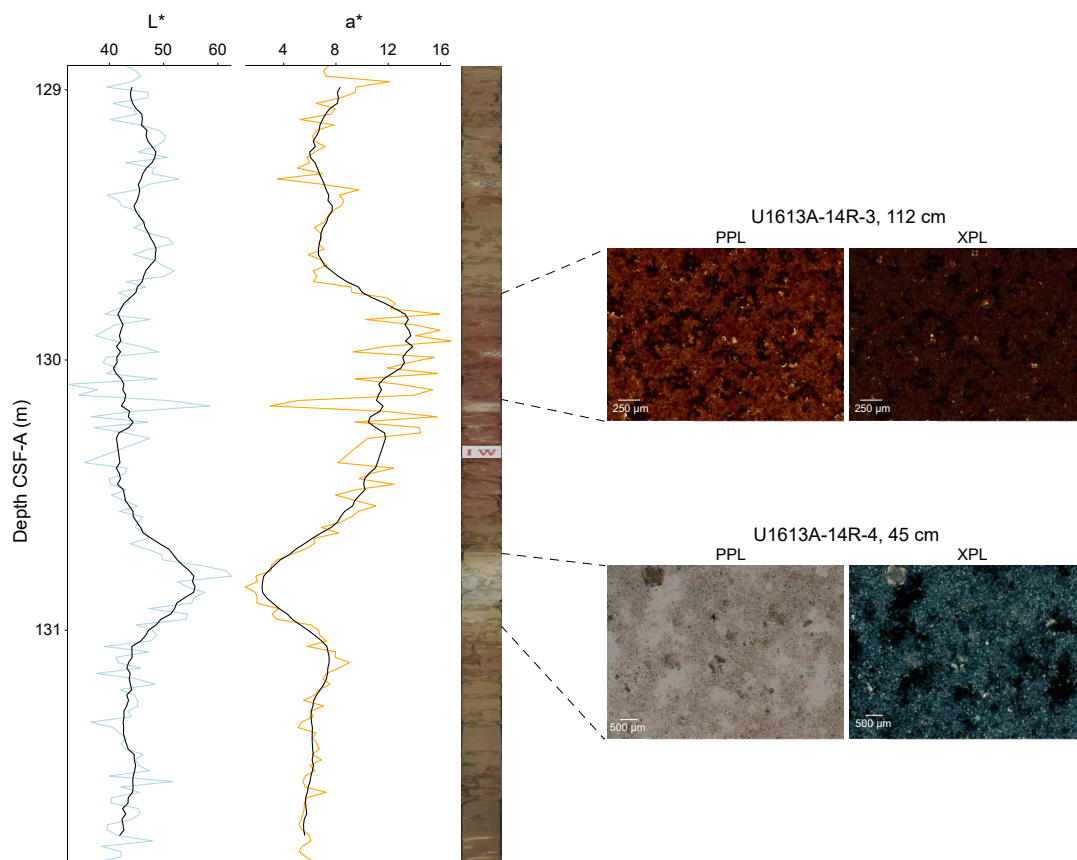 L*
a*
40 50 60
4 8 12 16
129
130
131
Depth CSF-A (m)
I W
U1613A-14R-3, 112 cm
PPL
XPL
250 µm
250 µm
U1613A-14R-4, 45 cm
PPL
XPL
500 µm
500 µm